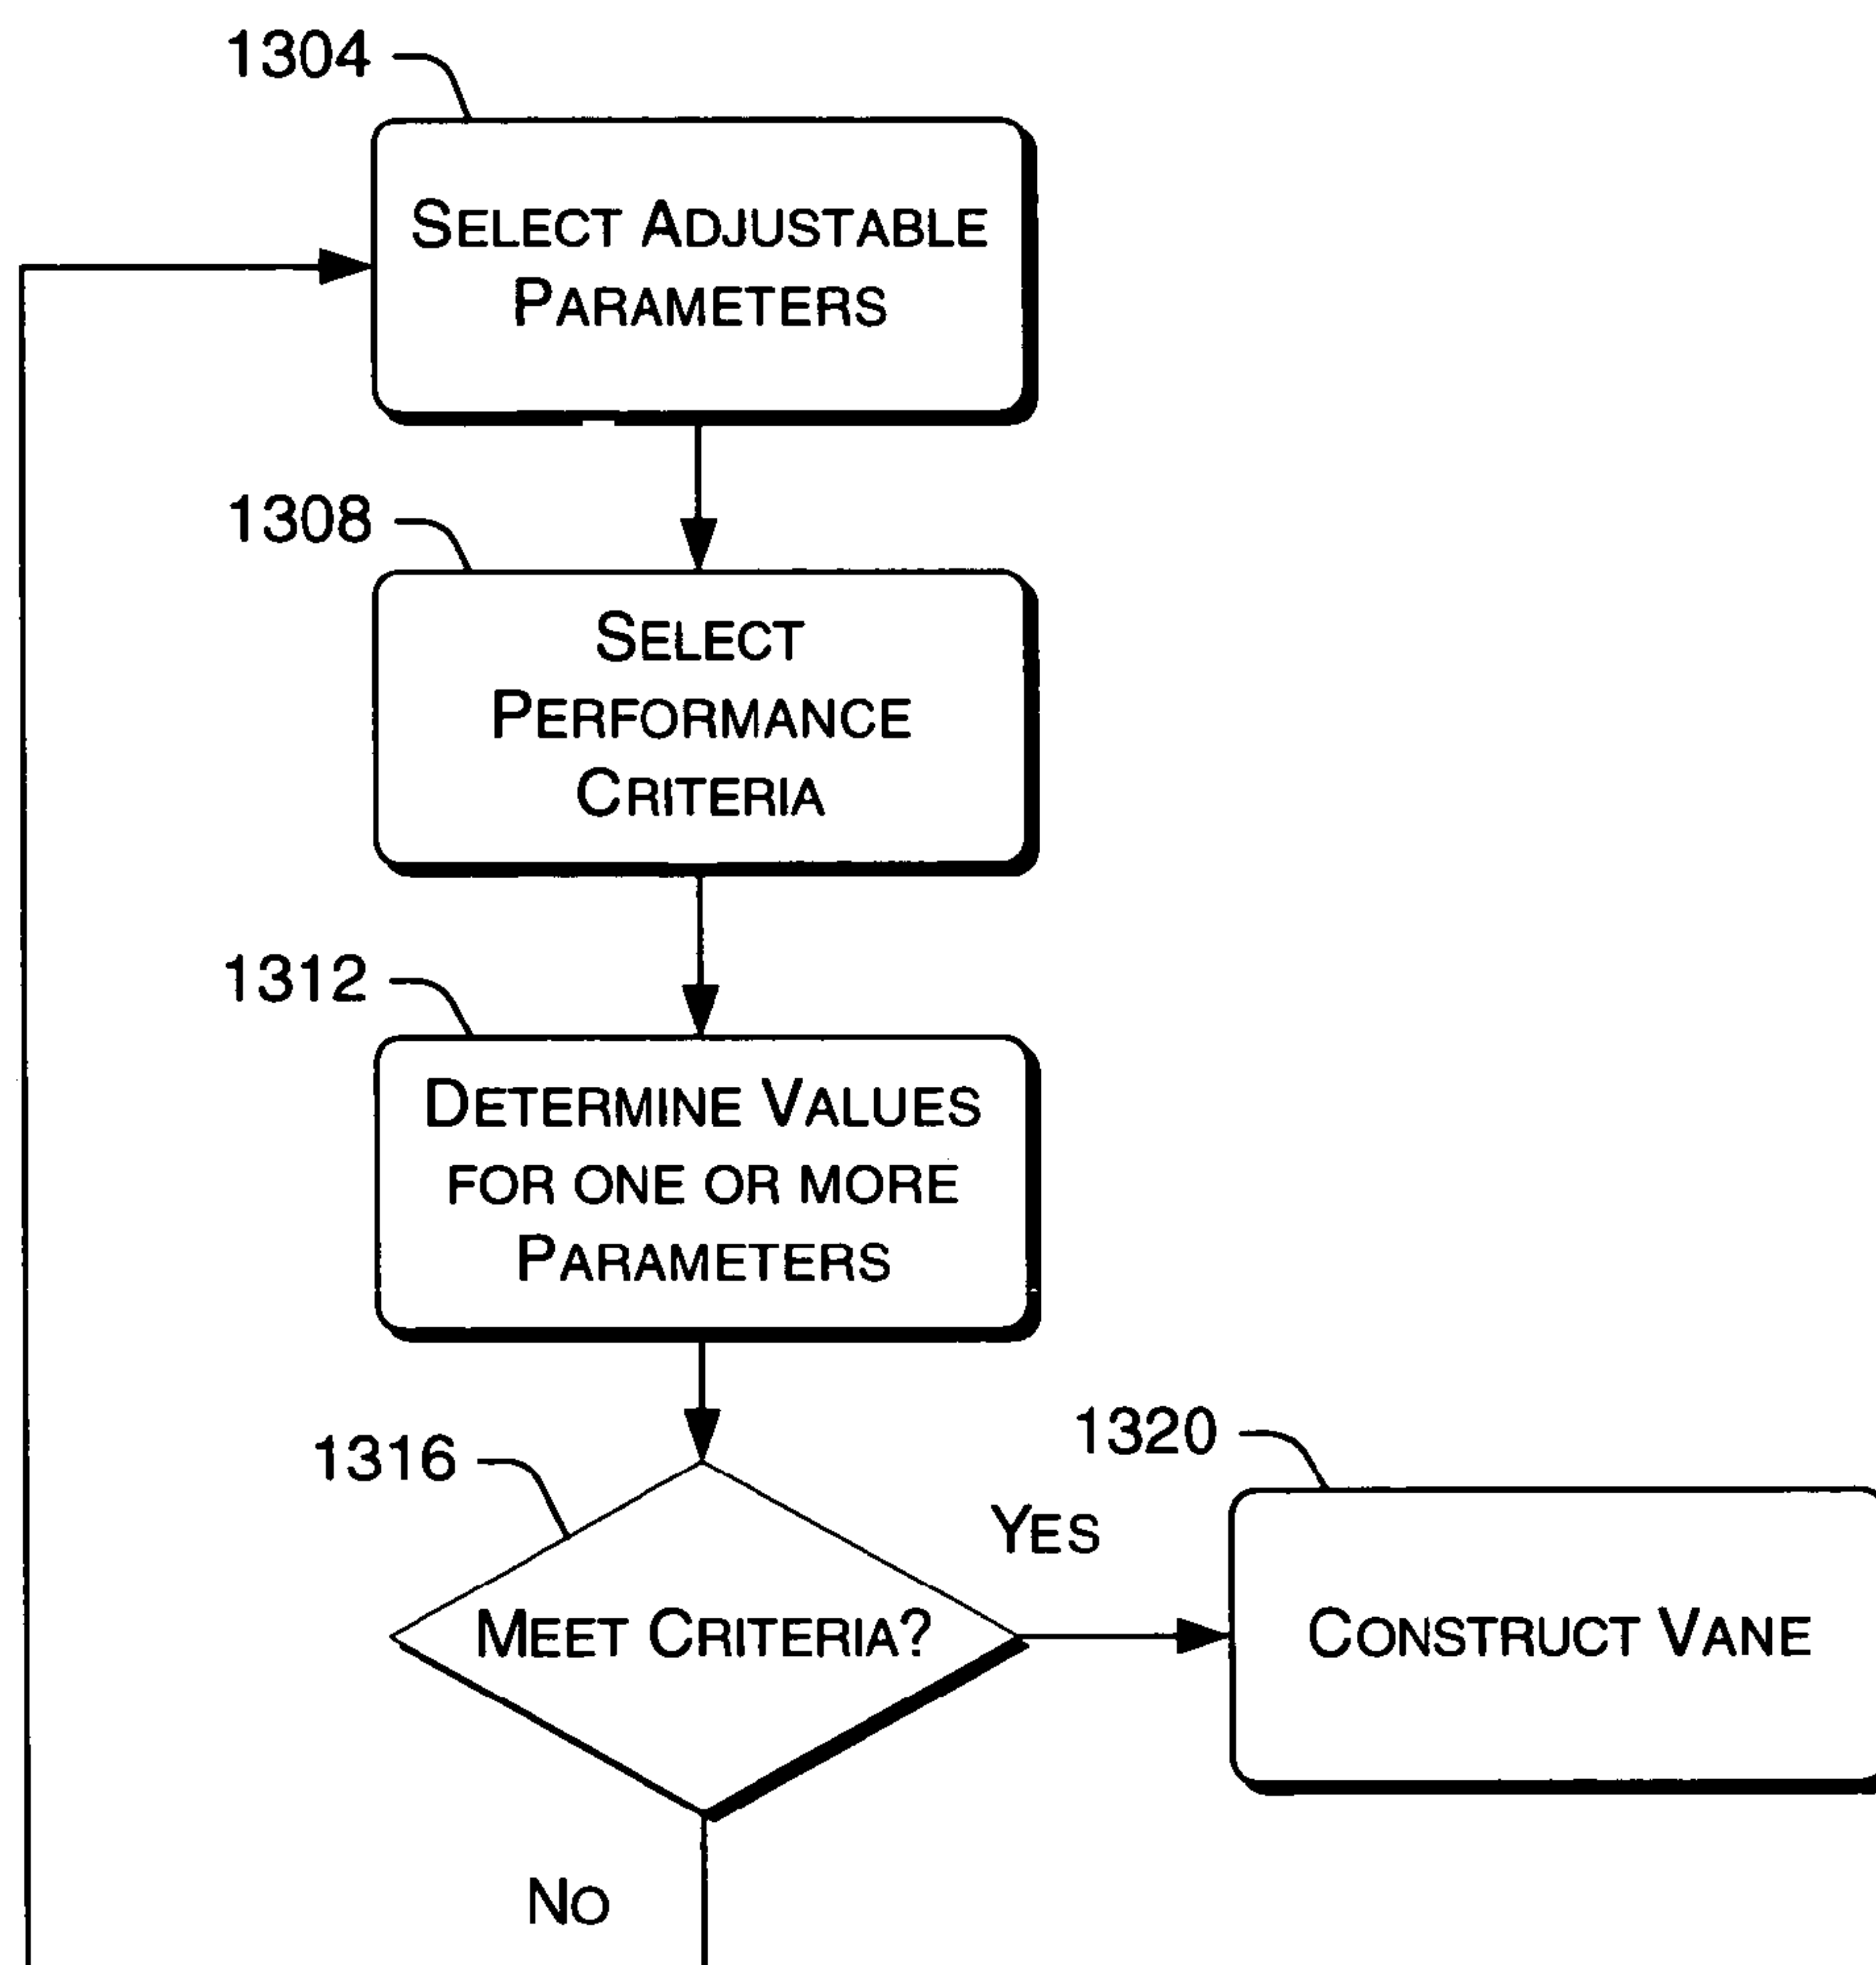 1304
SELECT ADJUSTABLE
PARAMETERS
1308
SELECT
PERFORMANCE
CRITERIA
1312
DETERMINE VALUES
FOR ONE OR MORE
PARAMETERS
1316
MEET CRITERIA?
YES
1320
CONSTRUCT VANE
NO